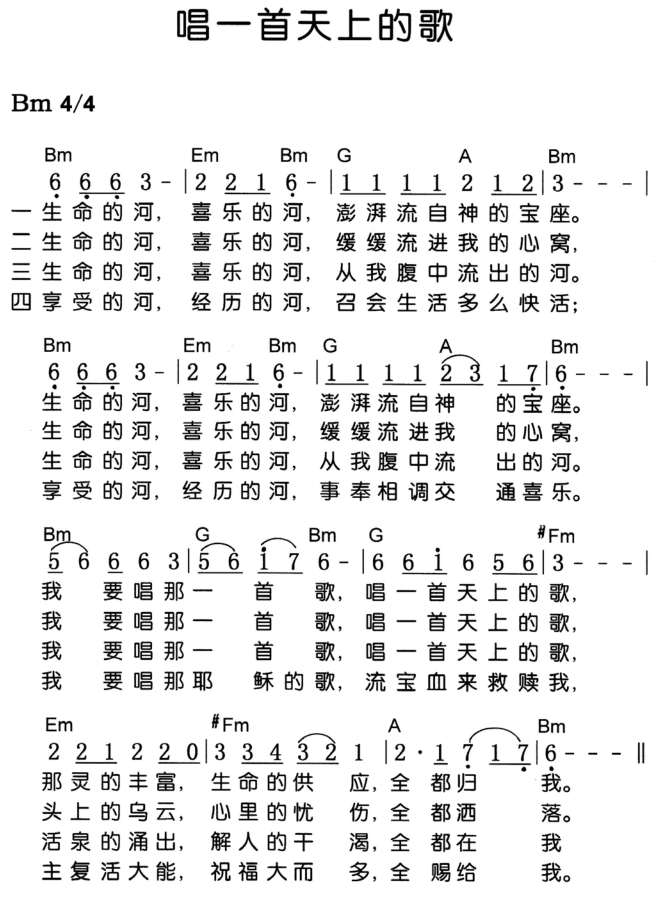 唱一首天上的歌
Bm 4/4
Bm Em Bm G A Bm
6 6 6 3 - | 2 2 2 1 6 - | 1 1 1 1 2 1 2 | 3 - - - |
一 生 命 的 河, 喜 乐 的 河, 澎 湃 流 自 神 的 宝 座。
二 生 命 的 河, 喜 乐 的 河, 缓 缓 流 进 我 的 心 窝,
三 生 命 的 河, 喜 乐 的 河, 从 我 腹 中 流 出 的 河。
四 享 受 的 河, 经 历 的 河, 召 会 生 活 多 么 快 活;
Bm Em Bm G A Bm
6 6 6 3 - | 2 2 2 1 6 - | 1 1 1 1 2 3 1 7 | 6 - - - |
生 命 的 河, 喜 乐 的 河, 澎 湃 流 自 神 的 宝 座。
生 命 的 河, 喜 乐 的 河, 缓 缓 流 进 我 的 心 窝,
生 命 的 河, 喜 乐 的 河, 从 我 腹 中 流 出 的 河。
享 受 的 河, 经 历 的 河, 事 奉 相 调 交 通 喜 乐。
Bm G Bm G #Fm
5 6 6 6 3 | 5 6 i 7 6 - | 6 6 i 6 5 6 | 3 - - - |
我 要 唱 那 一 首 歌, 唱 一 首 天 上 的 歌,
我 要 唱 那 一 首 歌, 唱 一 首 天 上 的 歌,
我 要 唱 那 一 首 歌, 唱 一 首 天 上 的 歌,
我 要 唱 那 耶 稣 的 歌, 流 宝 血 来 救 赎 我,
Em #Fm A Bm
2 2 1 2 2 0 | 3 3 4 3 2 1 | 2 · 1 7 1 7 | 6 - - - ‖
那 灵 的 丰 富, 生 命 的 供 应, 全 都 归 我。
头 上 的 乌 云, 心 里 的 忧 伤, 全 都 洒 落。
活 泉 的 涌 出, 解 人 的 干 渴, 全 都 在 我
主 复 活 大 能, 祝 福 大 而 多, 全 赐 给 我。